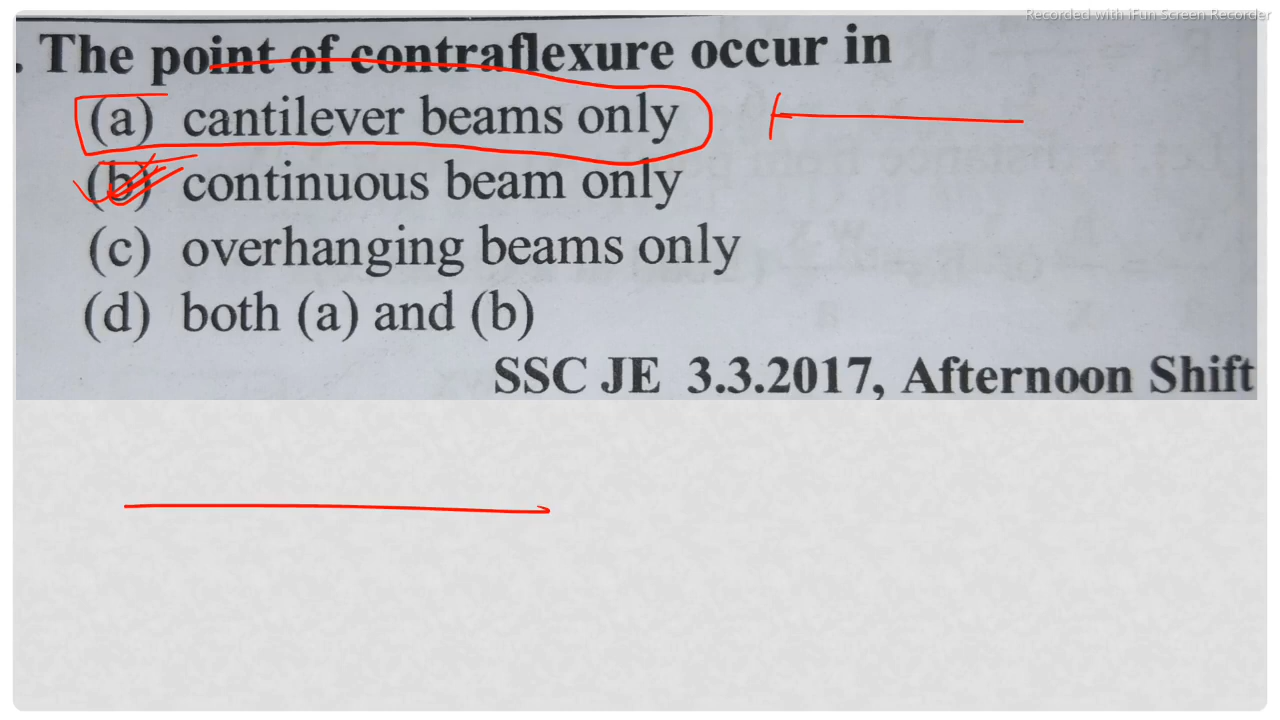 Recorded with iFun Screen Recorder
. The point of contraflexure occur in
(a) cantilever beams only
(b) continuous beam only
(c) overhanging beams only
(d) both (a) and (b)
SSC JE 3.3.2017, Afternoon Shift